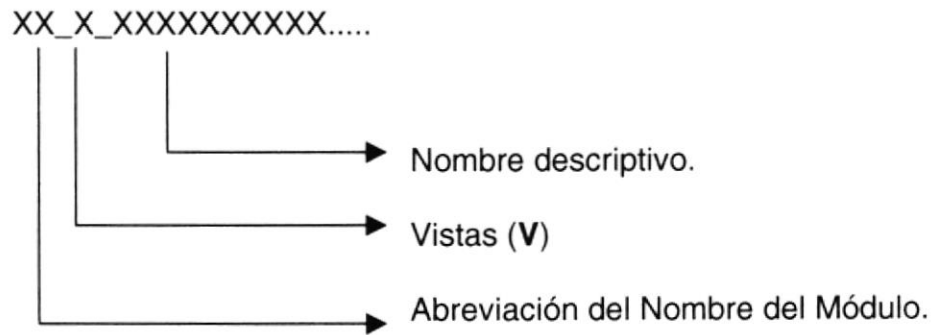 XX_X_XXXXXXXXXX.....
Nombre descriptivo.
Vistas (V)
Abreviación del Nombre del Módulo.